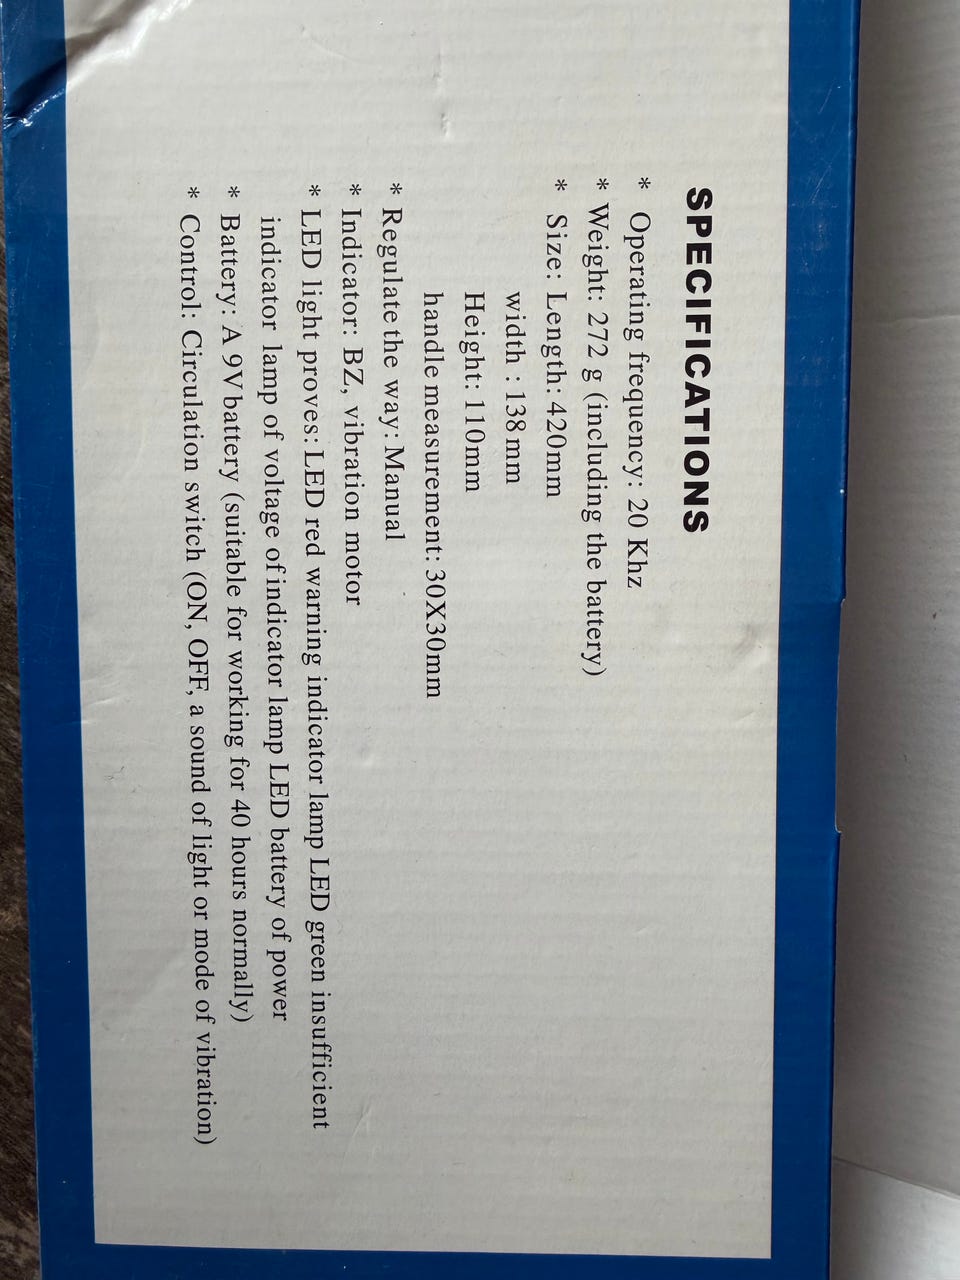 SPECIFICATIONS
* Operating frequency: 20 Khz
* Weight: 272 g (including the battery)
* Size: Length: 420mm
width : 138 mm
Height: 110mm
handle measurement: 30X30mm
* Regulate the way: Manual
* Indicator: BZ, vibration motor
* LED light proves: LED red warning indicator lamp LED green insufficient
indicator lamp of voltage of indicator lamp LED battery of power
* Battery: A 9V battery (suitable for working for 40 hours normally)
* Control: Circulation switch (ON, OFF, a sound of light or mode of vibration)